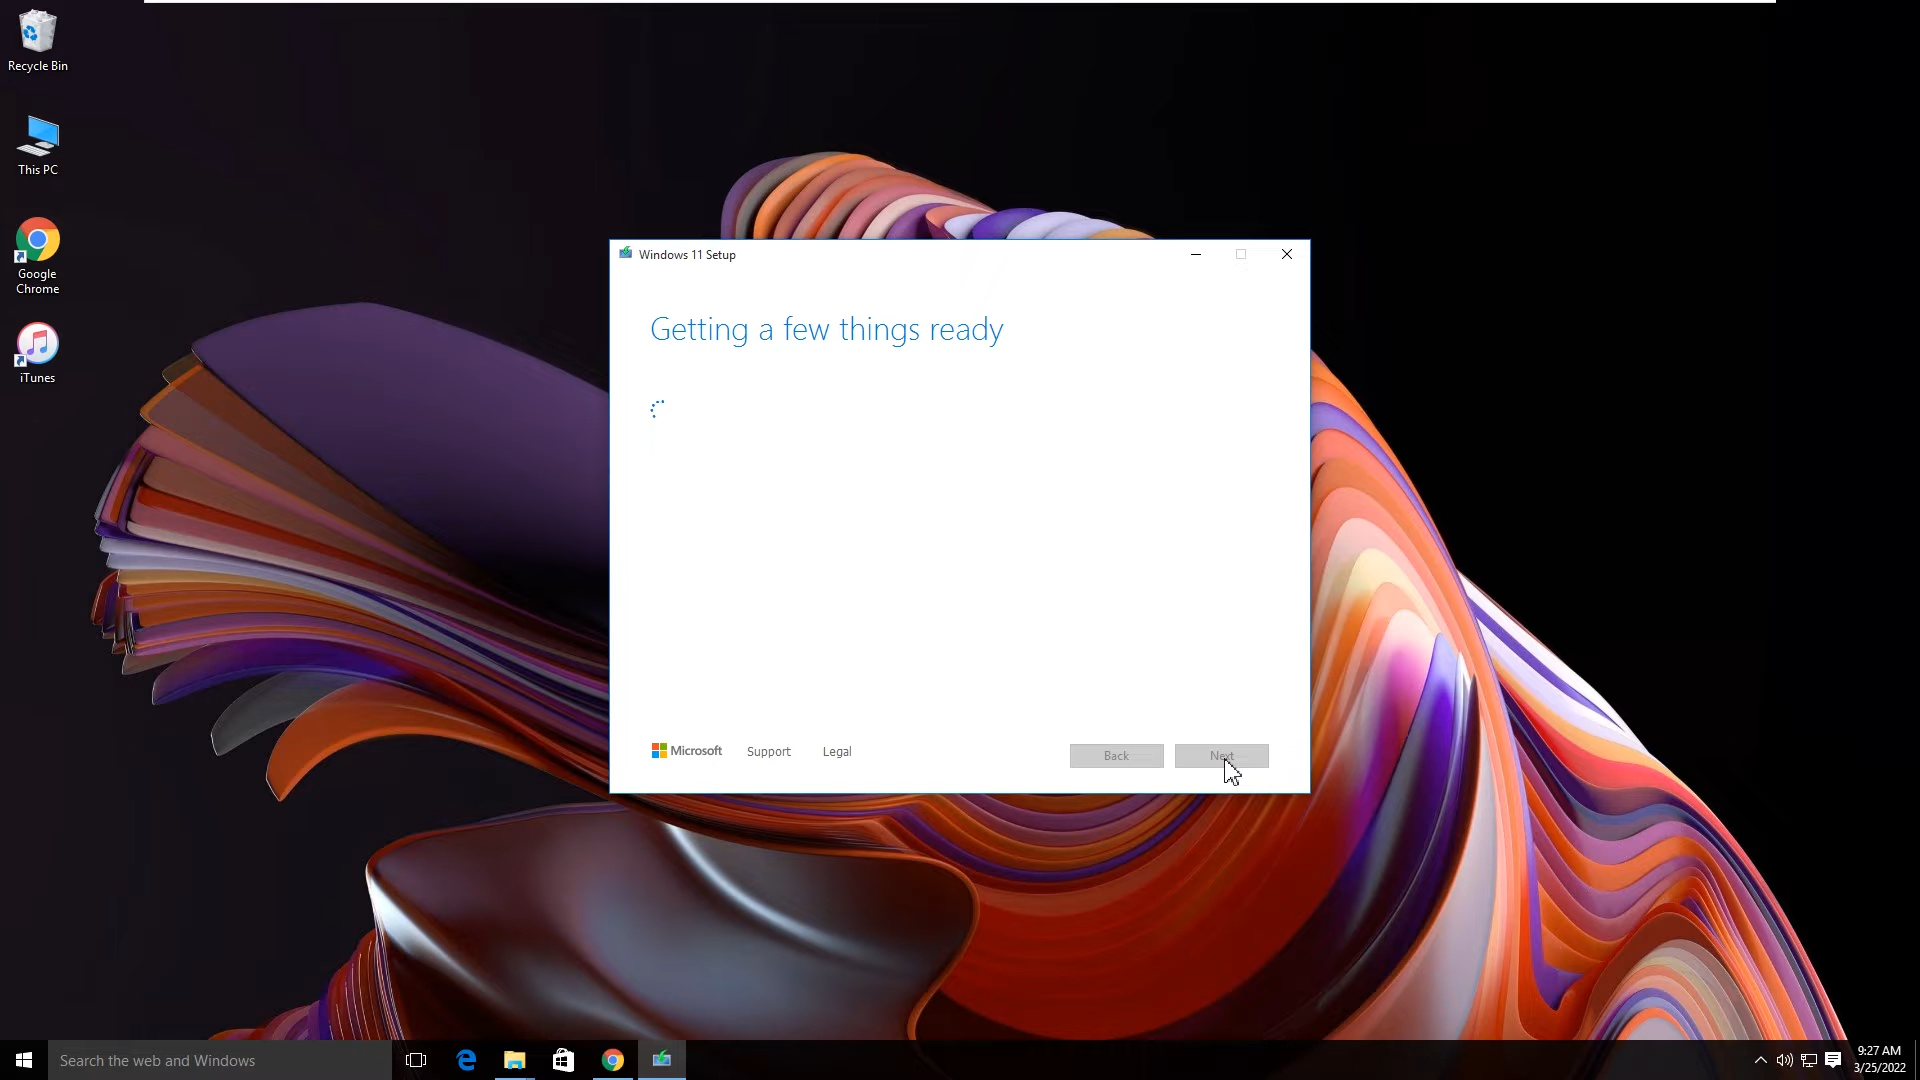 Recycle Bin
This PC
Google
Chrome
iTunes
Windows 11 Setup
Getting a few things ready
Microsoft
Support
Legal
Back
Next
Search the web and Windows
9:27 AM
3/25/2022